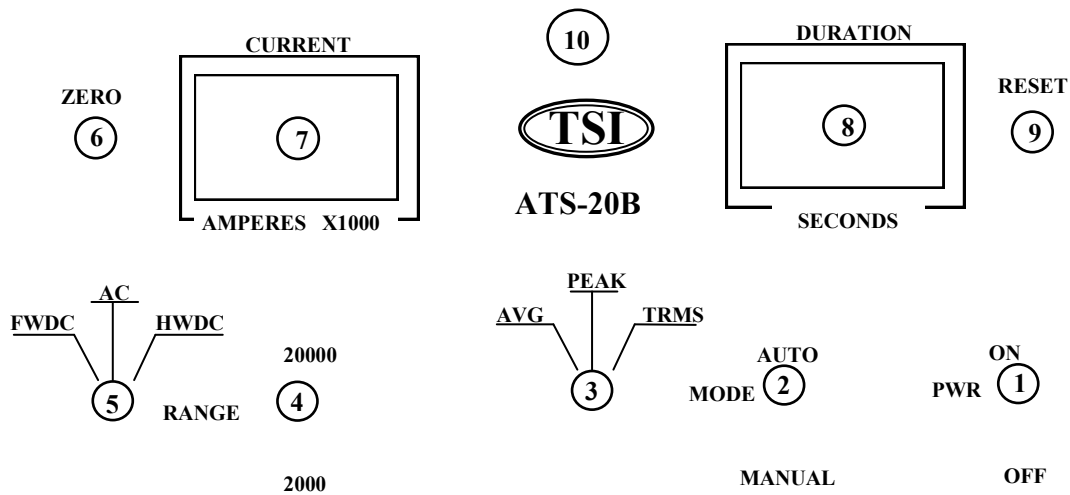 CURRENT
10
DURATION
ZERO
RESET
6
7
TSI
8
9
ATS-20B
AMPERES X1000
SECONDS
AC
PEAK
FWDC
HWDC
AVG
TRMS
20000
AUTO
ON
5
RANGE 4
3
MODE 2
PWR 1
2000
MANUAL
OFF